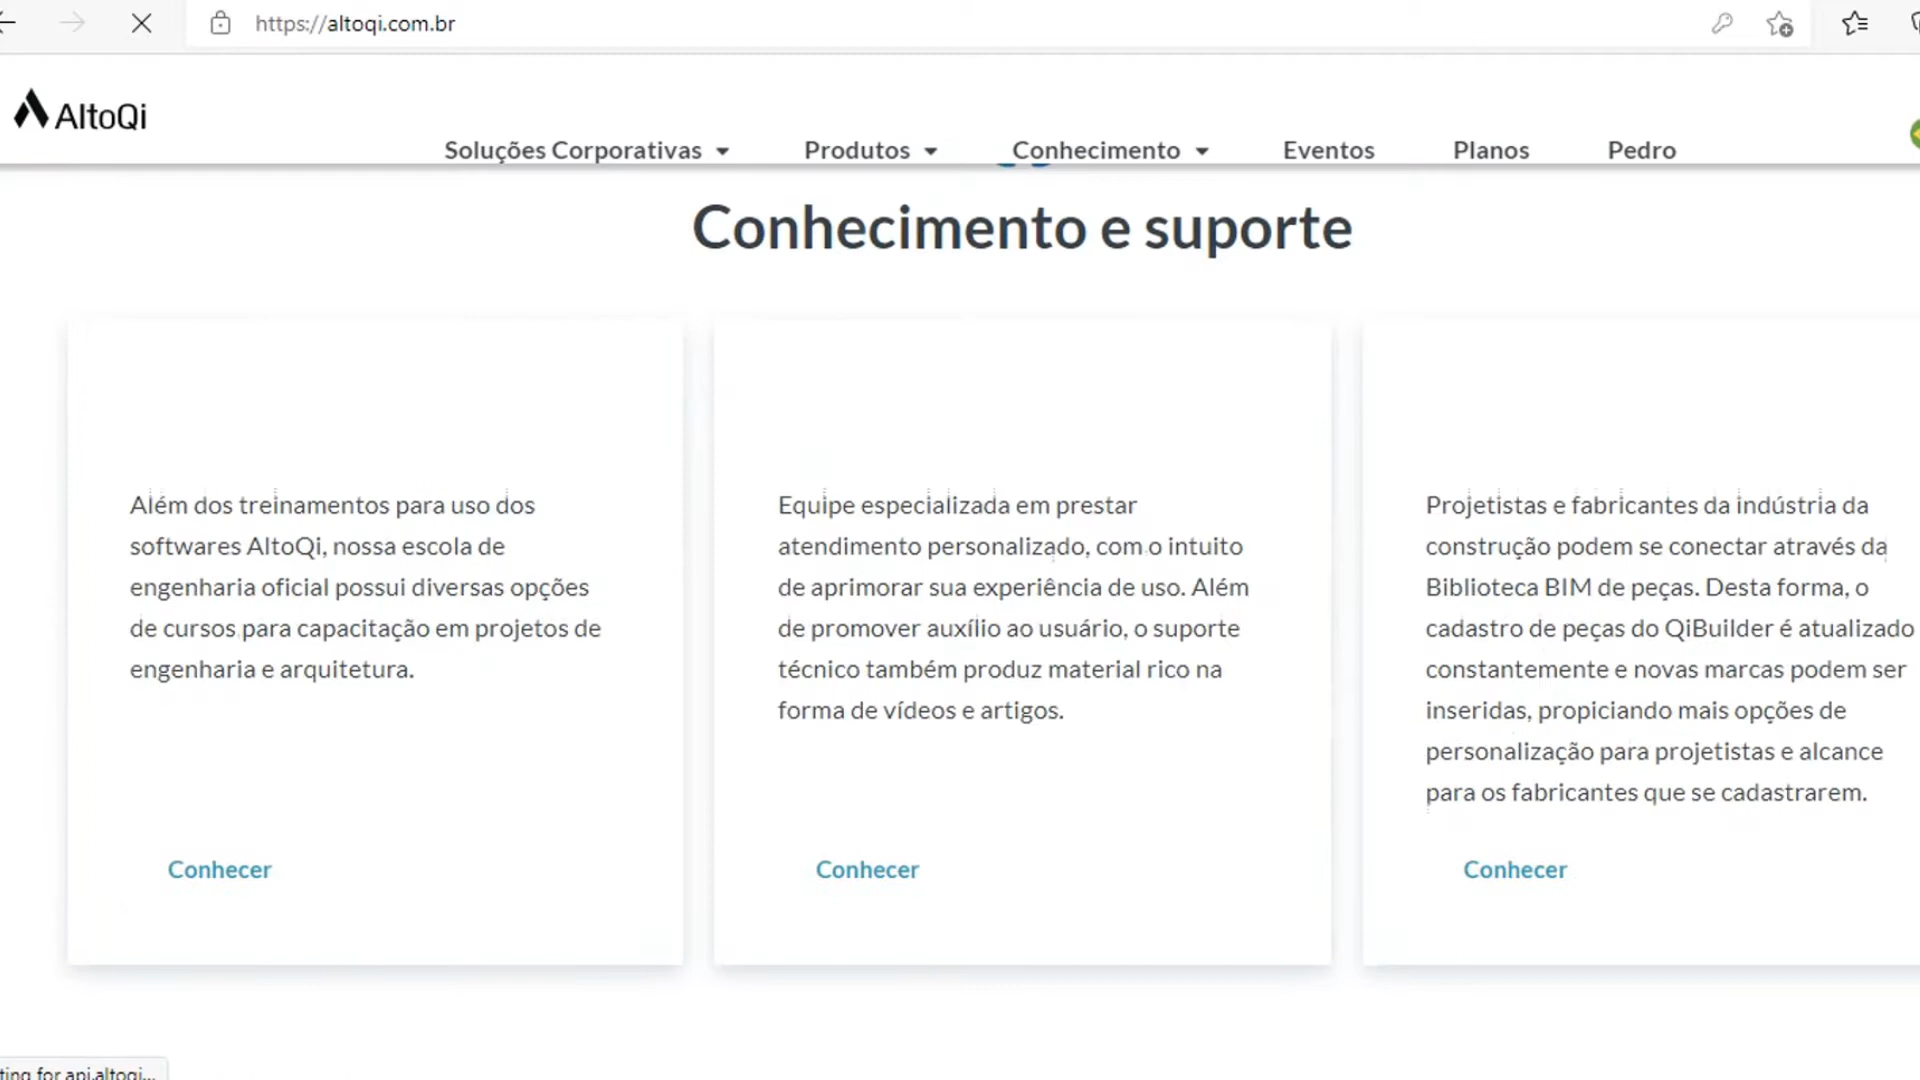 https://altoqi.com.br
AltoQi
Soluções Corporativas Produtos Conhecimento Eventos Planos Pedro
Conhecimento e suporte
Além dos treinamentos para uso dos
softwares AltoQi, nossa escola de
engenharia oficial possui diversas opções
de cursos para capacitação em projetos de
engenharia e arquitetura.
Conhecer
Equipe especializada em prestar
atendimento personalizado, com o intuito
de aprimorar sua experiência de uso. Além
de promover auxílio ao usuário, o suporte
técnico também produz material rico na
forma de vídeos e artigos.
Conhecer
Projetistas e fabricantes da indústria da
construção podem se conectar através da
Biblioteca BIM de peças. Desta forma, o
cadastro de peças do QiBuilder é atualizado
constantemente e novas marcas podem ser
inseridas, propiciando mais opções de
personalização para projetistas e alcance
para os fabricantes que se cadastrarem.
Conhecer
ting for api.altoqi...